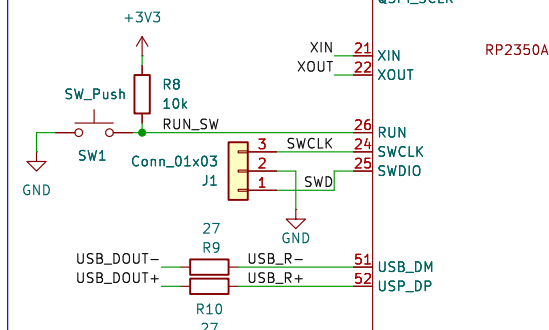 QSPI_SCLK
+3V3
XIN 21 XIN
RP2350A
XOUT 22 XOUT
R8
10k
SW_Push
RUN_SW 26 RUN
SW1
GND
Conn_01x03
J1
3 SWCLK 24 SWCLK
2 25 SWDIO
1 SWD
GND
27
R9
USB_DOUT- USB_R- 51 USB_DM
USB_DOUT+ USB_R+ 52 USP_DP
R10
27